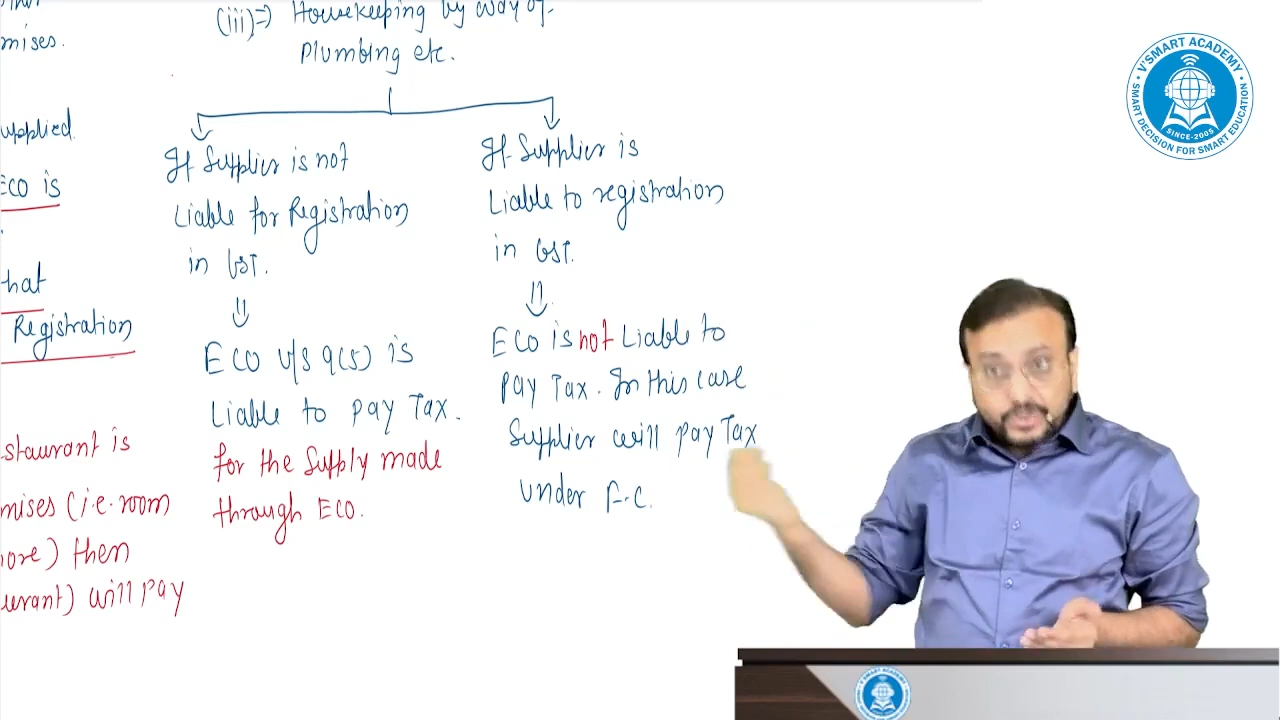 mises.
upplied.
ECO is
that
Registration
staurant is
mises (i.e. room
ore) then
urant) will pay
(iii)⇒ Housekeeping by way of
Plumbing etc.
If Supplier is not
Liable for Registration
in GST.
⇓
ECO u/s 9(5) is
Liable to pay Tax.
for the Supply made
through ECO.
If Supplier is
Liable to registration
in GST.
⇓
ECO is not Liable to
pay Tax. In this case
Supplier will pay Tax
under F.C.
V'SMART ACADEMY
SMART DECISION FOR SMART EDUCATION
SINCE-2005
V'SMART ACADEMY